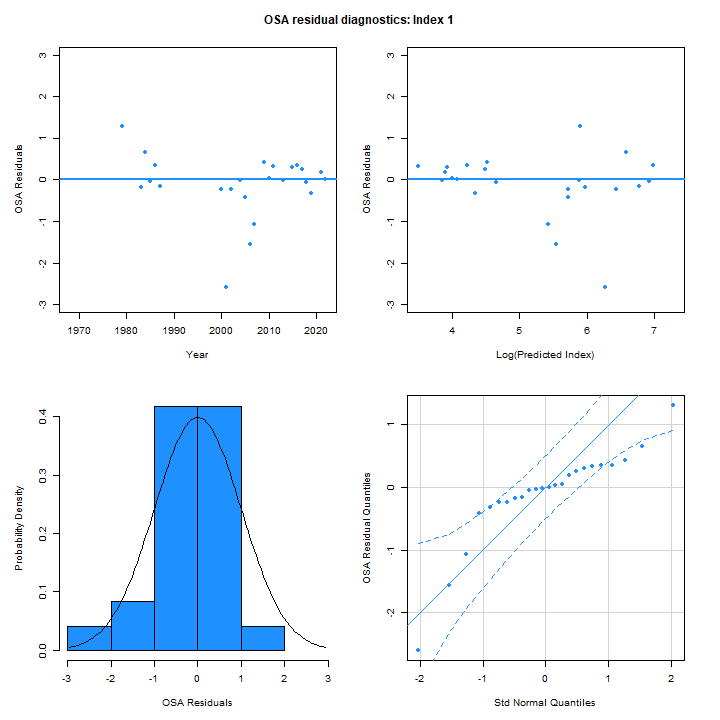 OSA residual diagnostics: Index 1
3
2
1
0
-1
-2
-3
OSA Residuals
1970 1980 1990 2000 2010 2020
Year
3
2
1
0
-1
-2
-3
OSA Residuals
4 5 6 7
Log(Predicted Index)
0.4
0.3
0.2
0.1
0.0
Probability Density
-3 -2 -1 0 1 2 3
OSA Residuals
1
0
-1
-2
OSA Residual Quantiles
-2 -1 0 1 2
Std Normal Quantiles